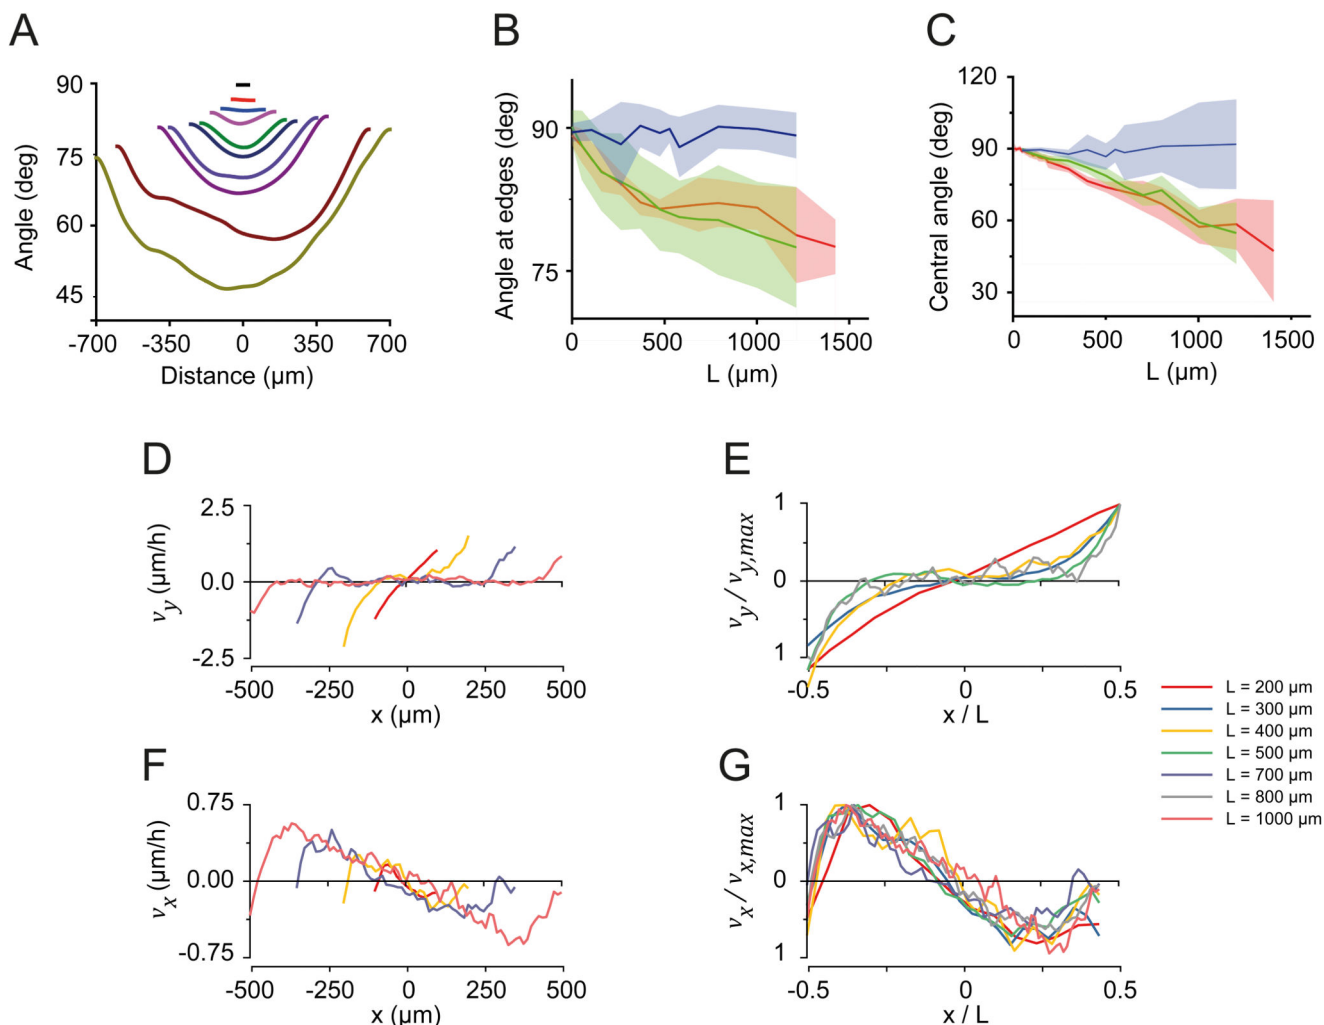 A
B
C
90
75
60
45
Angle (deg)
-700
-350
0
350
700
Distance (µm)
90
75
Angle at edges (deg)
0
500
1000
1500
L (µm)
120
90
60
30
Central angle (deg)
0
500
1000
1500
L (µm)
D
E
2.5
0.0
-2.5
v_y (µm/h)
-500
-250
0
250
500
x (µm)
1
0
1
v_y / v_y,max
-0.5
0
0.5
x / L
L = 200 µm
L = 300 µm
L = 400 µm
L = 500 µm
L = 700 µm
L = 800 µm
L = 1000 µm
F
G
0.75
0.00
-0.75
v_x (µm/h)
-500
-250
0
250
500
x (µm)
1
0
1
v_x / v_x,max
-0.5
0
0.5
x / L